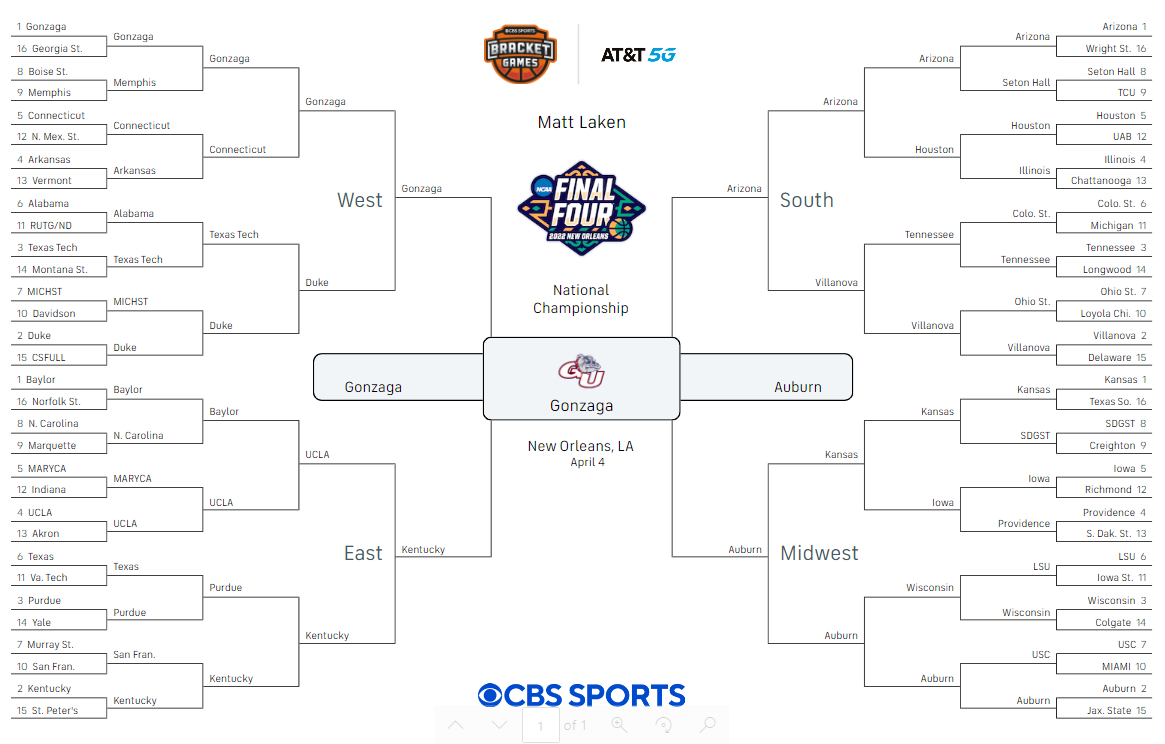 CBS SPORTS
BRACKET
GAMES
AT&T 5G
Matt Laken
NCAA
FINAL
FOUR
2022 NEW ORLEANS
National
Championship
Gonzaga
Gonzaga
Auburn
New Orleans, LA
April 4
1 Gonzaga
16 Georgia St.
8 Boise St.
9 Memphis
5 Connecticut
12 N. Mex. St.
4 Arkansas
13 Vermont
6 Alabama
11 RUTG/ND
3 Texas Tech
14 Montana St.
7 MICHST
10 Davidson
2 Duke
15 CSFULL
Gonzaga
Memphis
Connecticut
Arkansas
Alabama
Texas Tech
MICHST
Duke
Gonzaga
Connecticut
Texas Tech
Duke
Gonzaga
Duke
West
Gonzaga
1 Baylor
16 Norfolk St.
8 N. Carolina
9 Marquette
5 MARYCA
12 Indiana
4 UCLA
13 Akron
6 Texas
11 Va. Tech
3 Purdue
14 Yale
7 Murray St.
10 San Fran.
2 Kentucky
15 St. Peter's
Baylor
N. Carolina
MARYCA
UCLA
Texas
Purdue
San Fran.
Kentucky
Baylor
UCLA
Purdue
Kentucky
UCLA
Kentucky
East
Kentucky
Arizona 1
Wright St. 16
Seton Hall 8
TCU 9
Houston 5
UAB 12
Illinois 4
Chattanooga 13
Colo. St. 6
Michigan 11
Tennessee 3
Longwood 14
Ohio St. 7
Loyola Chi. 10
Villanova 2
Delaware 15
Arizona
Seton Hall
Houston
Illinois
Colo. St.
Tennessee
Ohio St.
Villanova
Arizona
Houston
Tennessee
Villanova
Arizona
Villanova
South
Arizona
Kansas 1
Texas So. 16
SDGST 8
Creighton 9
Iowa 5
Richmond 12
Providence 4
S. Dak. St. 13
LSU 6
Iowa St. 11
Wisconsin 3
Colgate 14
USC 7
MIAMI 10
Auburn 2
Jax. State 15
Kansas
SDGST
Iowa
Providence
LSU
Wisconsin
USC
Auburn
Kansas
Iowa
Wisconsin
Auburn
Kansas
Auburn
Midwest
Auburn
CBS SPORTS
1 of 1